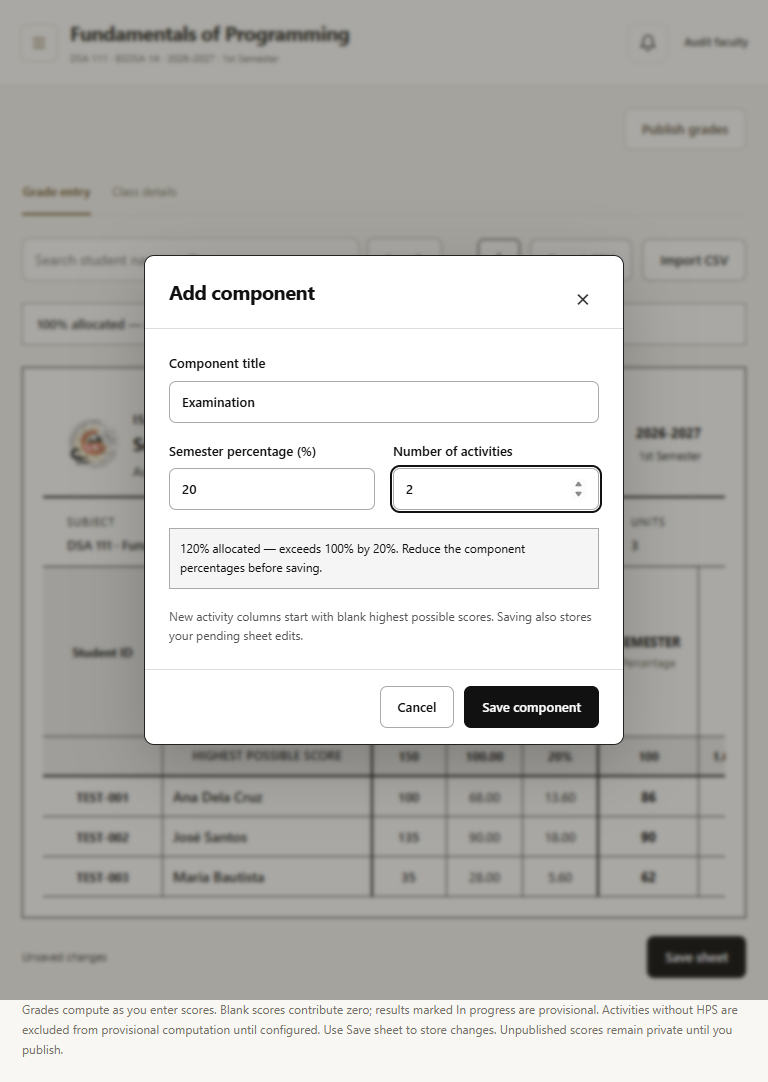 Fundamentals of Programming
DSA 111 · BSDSA 1A · 2026-2027 · 1st Semester
Audit faculty
Publish grades
Grade entry
Class details
Search student
Import CSV
100% allocated —
Add component
Component title
Examination
Semester percentage (%)
Number of activities
20
2
120% allocated — exceeds 100% by 20%. Reduce the component
percentages before saving.
New activity columns start with blank highest possible scores. Saving also stores
your pending sheet edits.
Cancel
Save component
2026-2027
1st Semester
SUBJECT
UNITS
DSA 111 - Fun
3
Student ID
EMESTER
Percentage
HIGHEST POSSIBLE SCORE
150
100.00
20%
100
TEST-001
Ana Dela Cruz
100
68.00
13.60
86
TEST-002
José Santos
135
90.00
18.00
90
TEST-003
Maria Bautista
35
28.00
5.60
62
Unsaved changes
Save sheet
Grades compute as you enter scores. Blank scores contribute zero; results marked In progress are provisional. Activities without HPS are
excluded from provisional computation until configured. Use Save sheet to store changes. Unpublished scores remain private until you
publish.